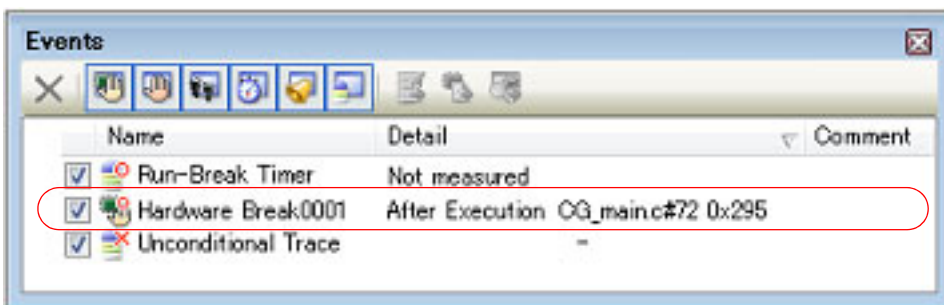 Events
Name Detail Comment
Run-Break Timer Not measured
Hardware Break0001 After Execution CG_main.c#72 0x295
Unconditional Trace -